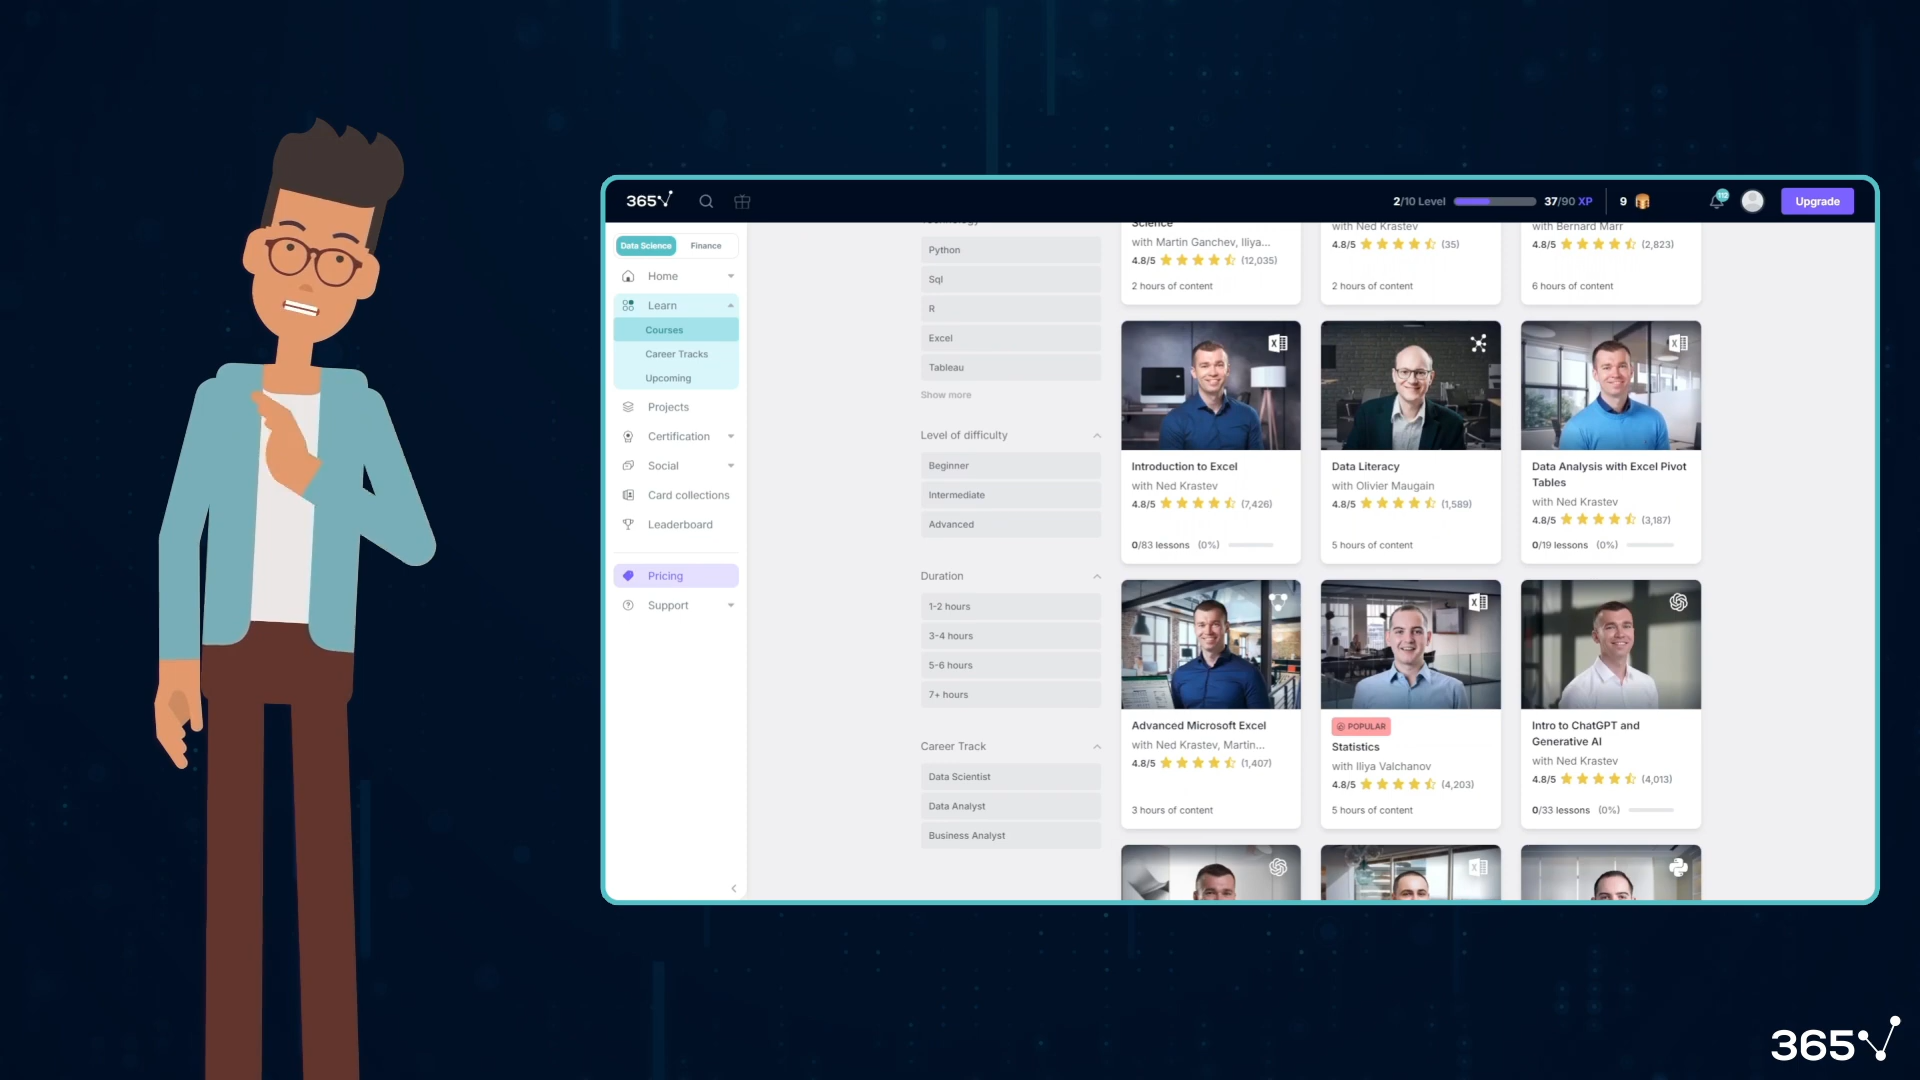 365
2/10 Level
37/90 XP
9
112
Upgrade
Data Science
Finance
Home
Learn
Courses
Career Tracks
Upcoming
Projects
Certification
Social
Card collections
Leaderboard
Pricing
Support
Python
Sql
R
Excel
Tableau
Show more
Level of difficulty
Beginner
Intermediate
Advanced
Duration
1-2 hours
3-4 hours
5-6 hours
7+ hours
Career Track
Data Scientist
Data Analyst
Business Analyst
Science
with Martin Ganchev, Iliya...
4.8/5 (12,035)
2 hours of content
with Ned Krastev
4.8/5 (35)
2 hours of content
with Bernard Marr
4.8/5 (2,823)
6 hours of content
Introduction to Excel
with Ned Krastev
4.8/5 (7,426)
0/83 lessons (0%)
Data Literacy
with Olivier Maugain
4.8/5 (1,589)
5 hours of content
Data Analysis with Excel Pivot
Tables
with Ned Krastev
4.8/5 (3,187)
0/19 lessons (0%)
Advanced Microsoft Excel
with Ned Krastev, Martin...
4.8/5 (1,407)
3 hours of content
POPULAR
Statistics
with Iliya Valchanov
4.8/5 (4,203)
5 hours of content
Intro to ChatGPT and
Generative AI
with Ned Krastev
4.8/5 (4,013)
0/33 lessons (0%)
365